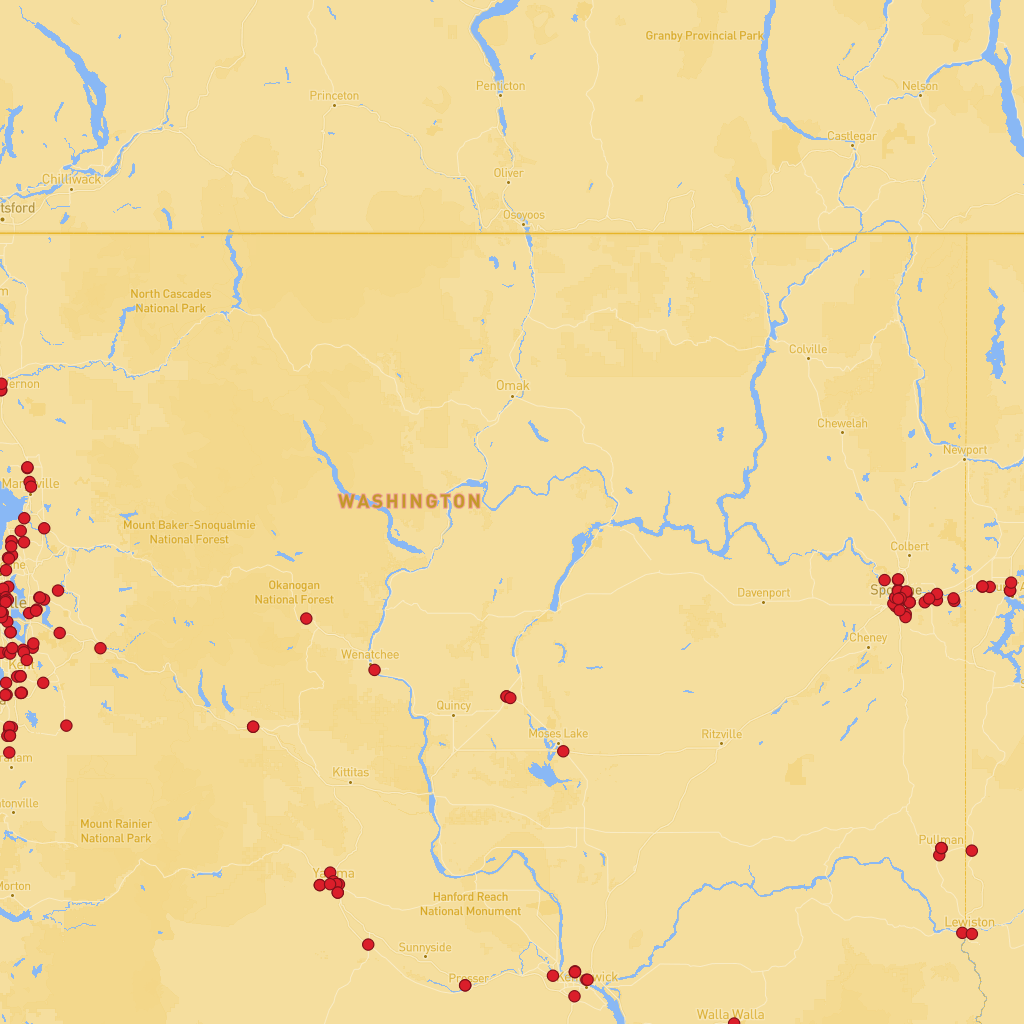 Granby Provincial Park
Penticton
Nelson
Princeton
Castlegar
Oliver
Chilliwack
tsford
Osoyoos
North Cascades
National Park
Colville
ernon
Omak
Chewelah
Newport
WASHINGTON
Mount Baker-Snoqualmie
National Forest
Colbert
Okanogan
National Forest
Davenport
Cheney
Wenatchee
Quincy
Moses Lake
Ritzville
Kittitas
Mount Rainier
National Park
Pullman
Hanford Reach
National Monument
Lewiston
Sunnyside
Prosser
Walla Walla